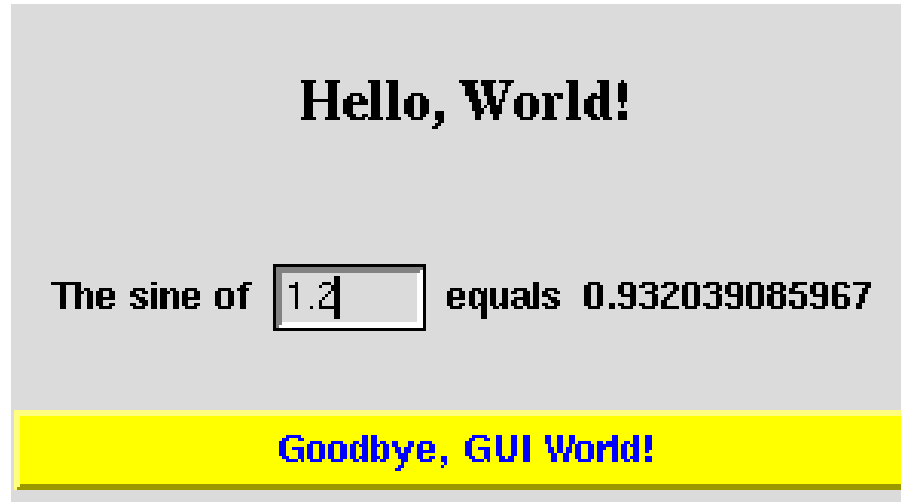 Hello, World!
The sine of 1.2 equals 0.932039085967
Goodbye, GUI World!